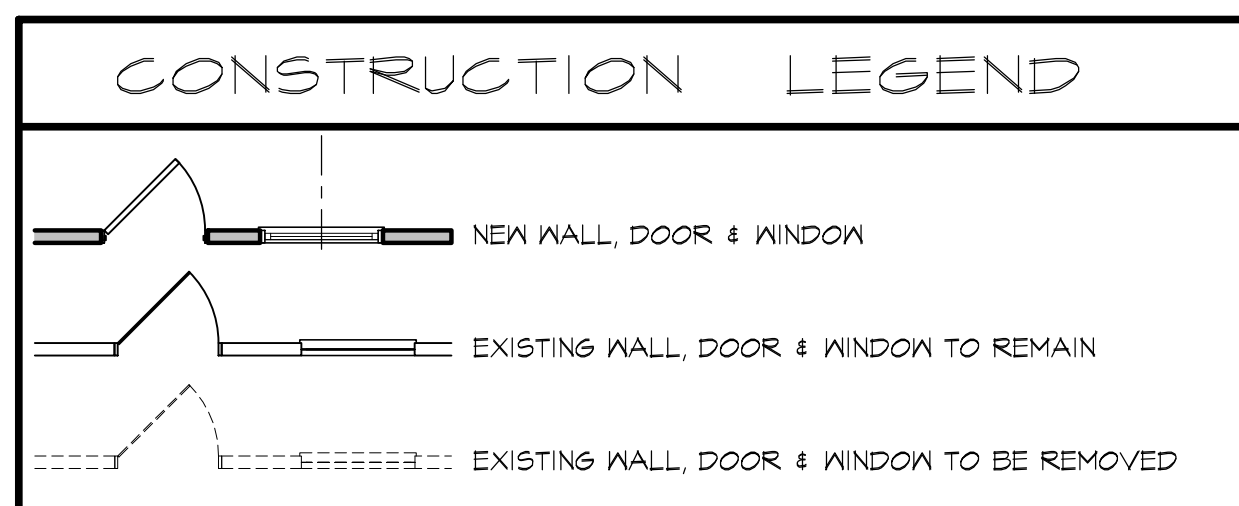 CONSTRUCTION LEGEND
NEW WALL, DOOR & WINDOW
EXISTING WALL, DOOR & WINDOW TO REMAIN
EXISTING WALL, DOOR & WINDOW TO BE REMOVED